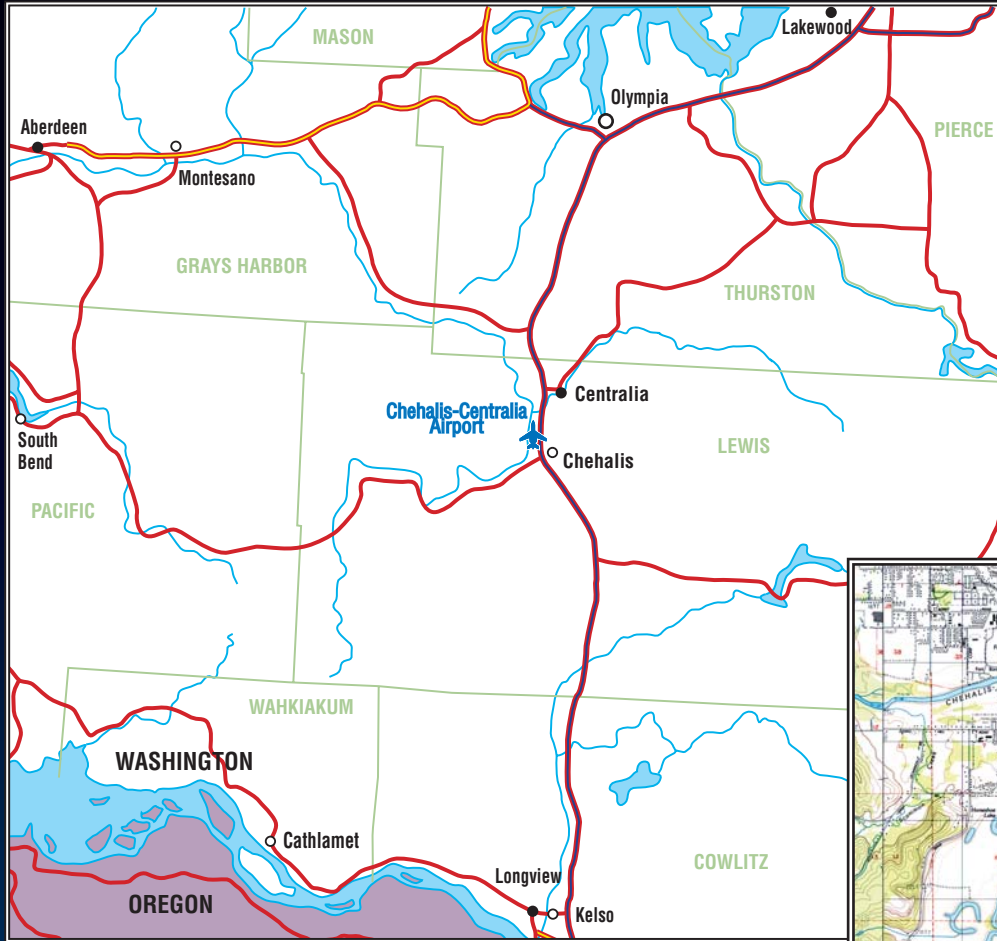 MASON
Lakewood
Olympia
Aberdeen
PIERCE
Montesano
GRAYS HARBOR
THURSTON
Chehalis-Centralia
Airport
Centralia
South
Bend
Chehalis
LEWIS
PACIFIC
CHEHALIS
WAHKIAKUM
WASHINGTON
Cathlamet
COWLITZ
Longview
OREGON
Kelso